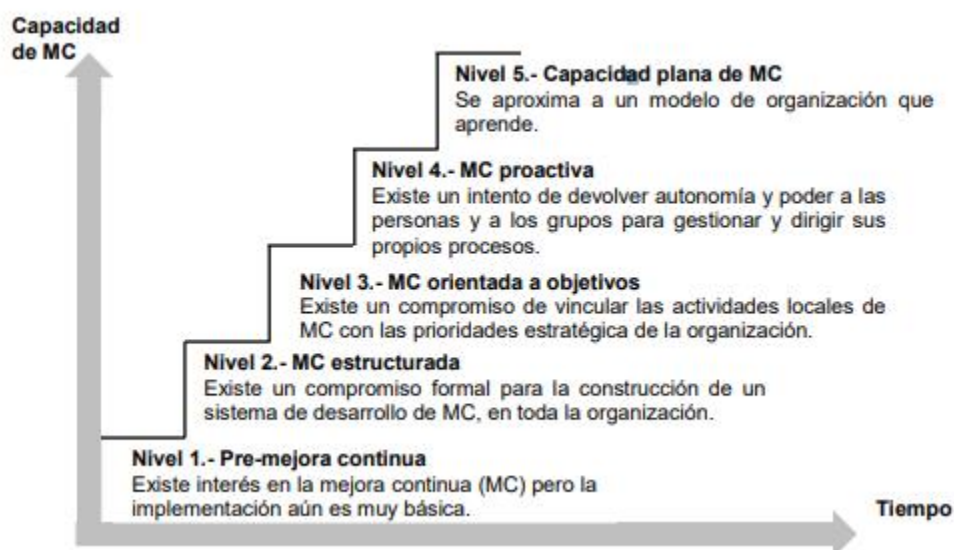 Capacidad
de MC
Nivel 5.- Capacidad plana de MC
Se aproxima a un modelo de organización que
aprende.
Nivel 4.- MC proactiva
Existe un intento de devolver autonomía y poder a las
personas y a los grupos para gestionar y dirigir sus
propios procesos.
Nivel 3.- MC orientada a objetivos
Existe un compromiso de vincular las actividades locales de
MC con las prioridades estratégica de la organización.
Nivel 2.- MC estructurada
Existe un compromiso formal para la construcción de un
sistema de desarrollo de MC, en toda la organización.
Nivel 1.- Pre-mejora continua
Existe interés en la mejora continua (MC) pero la
implementación aún es muy básica.
Tiempo